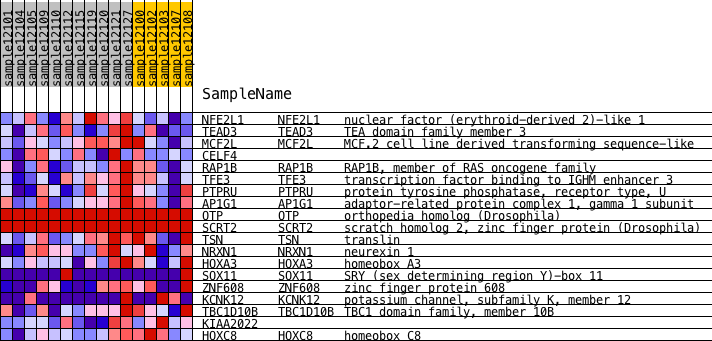 sample12101
sample12104
sample12105
sample12109
sample12110
sample12112
sample12115
sample12119
sample12120
sample12121
sample12127
sample12100
sample12102
sample12103
sample12107
sample12108
SampleName
NFE2L1 NFE2L1 nuclear factor (erythroid-derived 2)-like 1
TEAD3 TEAD3 TEA domain family member 3
MCF2L MCF2L MCF.2 cell line derived transforming sequence-like
CELF4
RAP1B RAP1B RAP1B, member of RAS oncogene family
TFE3 TFE3 transcription factor binding to IGHM enhancer 3
PTPRU PTPRU protein tyrosine phosphatase, receptor type, U
AP1G1 AP1G1 adaptor-related protein complex 1, gamma 1 subunit
OTP OTP orthopedia homolog (Drosophila)
SCRT2 SCRT2 scratch homolog 2, zinc finger protein (Drosophila)
TSN TSN translin
NRXN1 NRXN1 neurexin 1
HOXA3 HOXA3 homeobox A3
SOX11 SOX11 SRY (sex determining region Y)-box 11
ZNF608 ZNF608 zinc finger protein 608
KCNK12 KCNK12 potassium channel, subfamily K, member 12
TBC1D10B TBC1D10B TBC1 domain family, member 10B
KIAA2022
HOXC8 HOXC8 homeobox C8